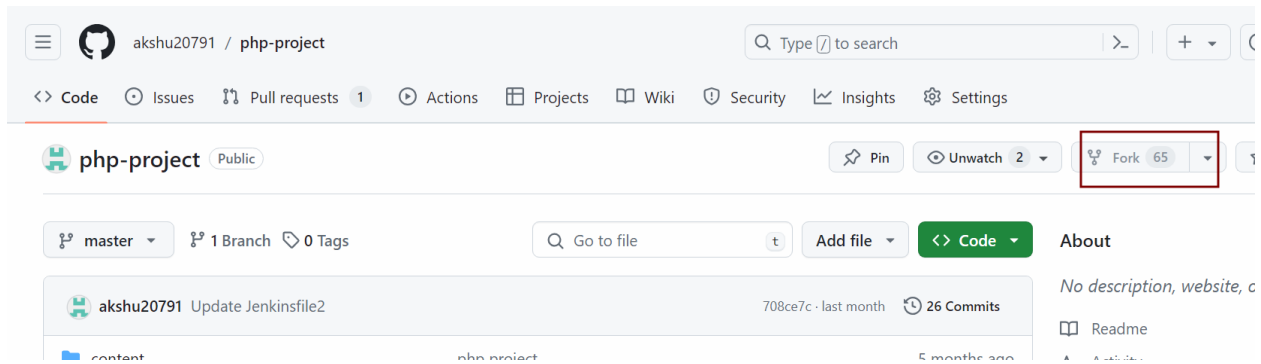 akshu20791 / php-project Type / to search
Code Issues Pull requests 1 Actions Projects Wiki Security Insights Settings
php-project Public Pin Unwatch 2 Fork 65
master 1 Branch 0 Tags Go to file t Add file Code About
akshu20791 Update Jenkinsfile2 708ce7c · last month 26 Commits
No description, website, o
Readme
content php project 5 months ago
Activity